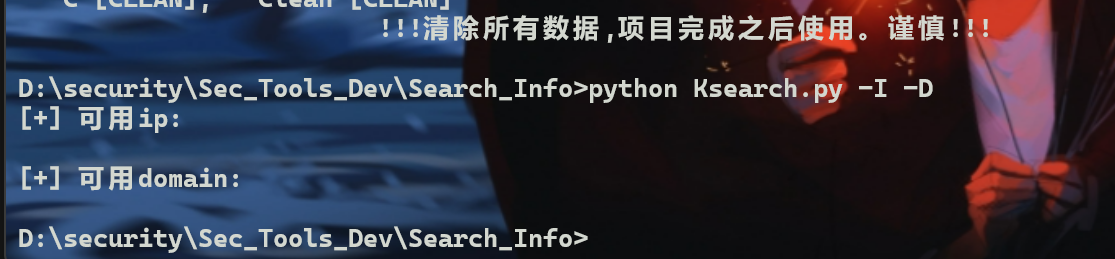 C [CLEAN], --Clean [CLEAN]
!!!清除所有数据,项目完成之后使用。谨慎!!!
D:\security\Sec_Tools_Dev\Search_Info>python Ksearch.py -I -D
[+] 可用ip:
[+] 可用domain:
D:\security\Sec_Tools_Dev\Search_Info>